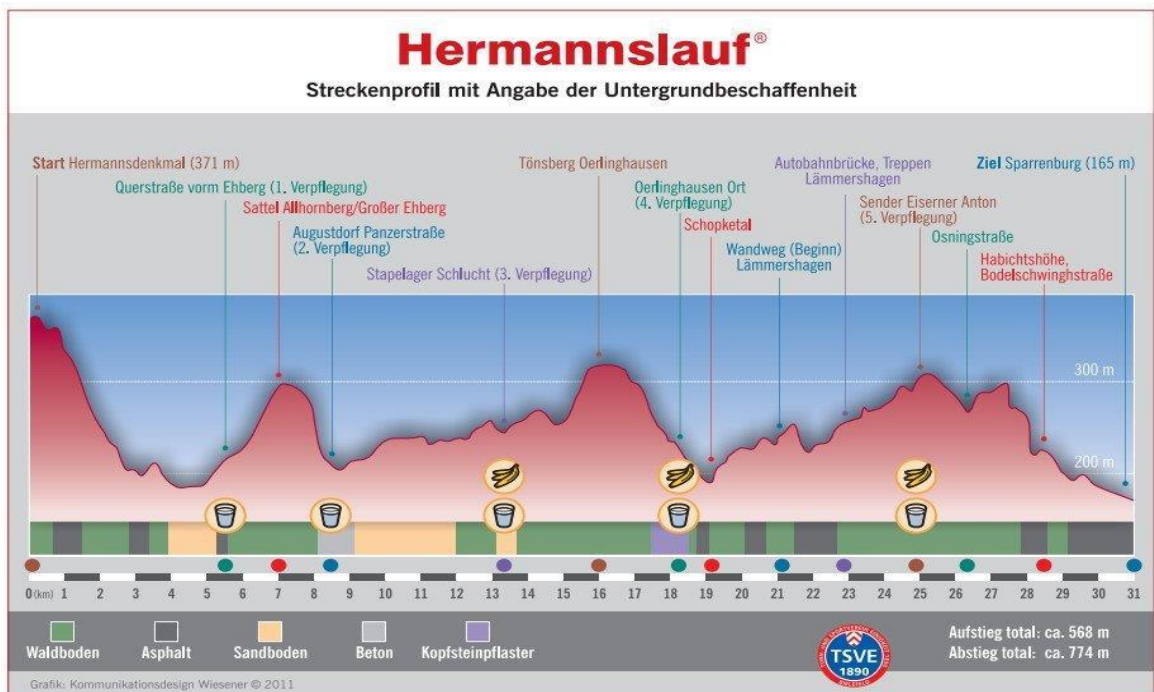 Hermannslauf®
Streckenprofil mit Angabe der Untergrundbeschaffenheit
Start Hermannsdenkmal (371 m)
Querstraße vorm Ehberg (1. Verpflegung)
Sattel Allhornberg/Großer Ehberg
Augustdorf Panzerstraße
(2. Verpflegung)
Stapelager Schlucht (3. Verpflegung)
Tönsberg Oerlinghausen
Oerlinghausen Ort
(4. Verpflegung)
Schopketal
Wandweg (Beginn)
Lämmershagen
Autobahnbrücke, Treppen
Lämmershagen
Sender Eiserner Anton
(5. Verpflegung)
Osningstraße
Habichtshöhe,
Bodelschwinghstraße
Ziel Sparrenburg (165 m)
300 m
200 m
0 (km) 1 2 3 4 5 6 7 8 9 10 11 12 13 14 15 16 17 18 19 20 21 22 23 24 25 26 27 28 29 30 31
Waldboden
Asphalt
Sandboden
Beton
Kopfsteinpflaster
TSVE
1890
Aufstieg total: ca. 568 m
Abstieg total: ca. 774 m
Grafik: Kommunikationsdesign Wiesener © 2011